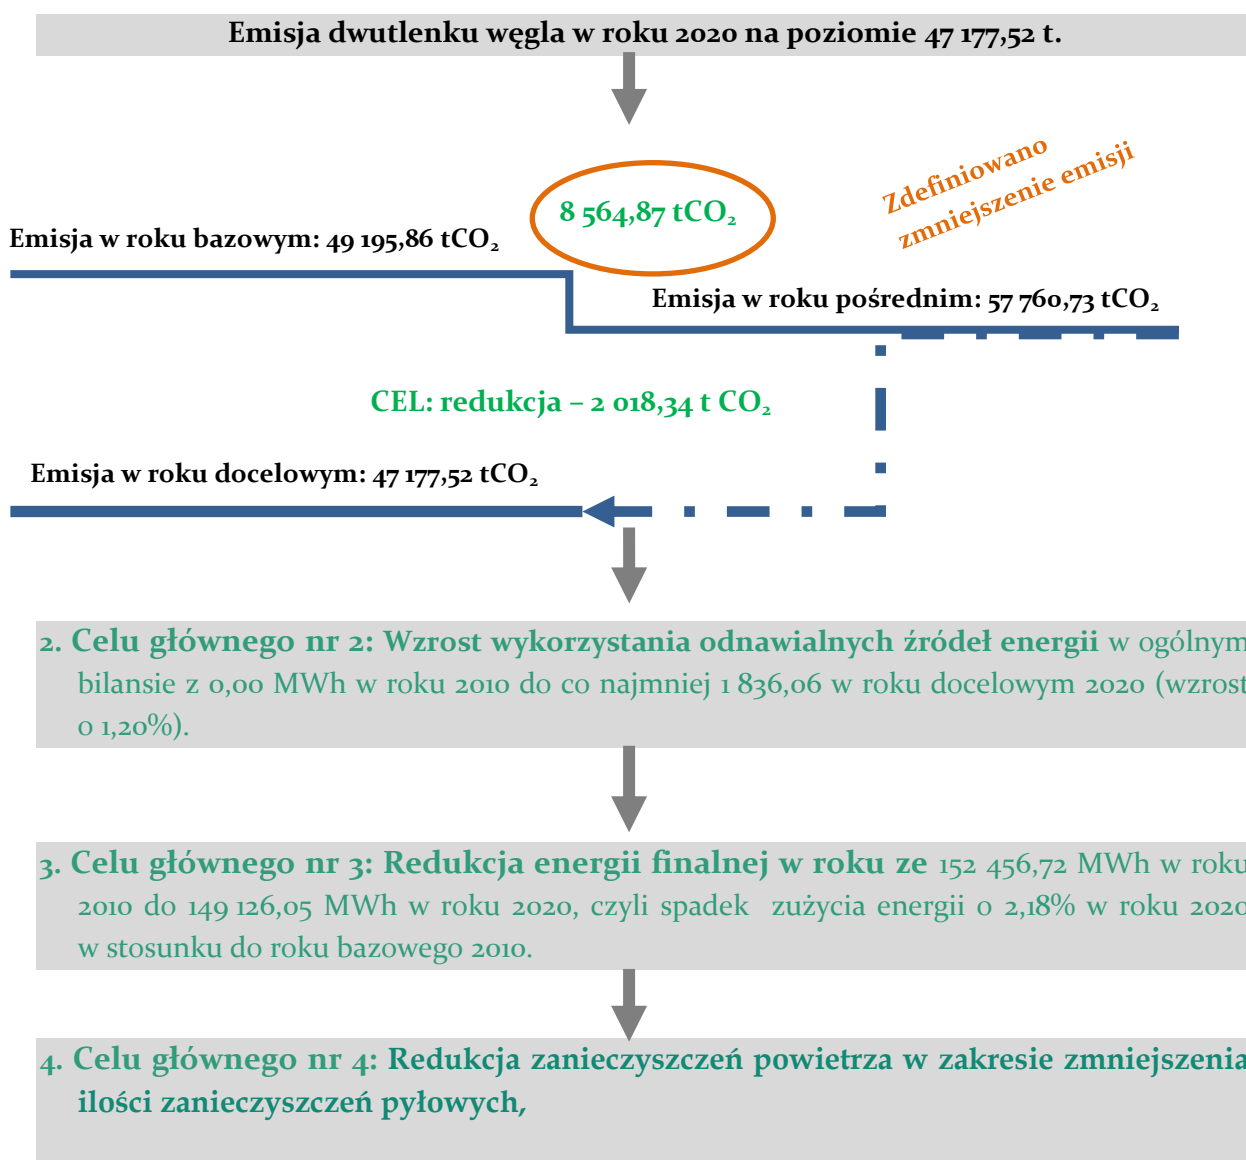 Emisja dwutlenku węgla w roku 2020 na poziomie 47 177,52 t.
Zdefiniowano
zmniejszenie emisji
8 564,87 tCO₂
Emisja w roku bazowym: 49 195,86 tCO₂
Emisja w roku pośrednim: 57 760,73 tCO₂
CEL: redukcja – 2 018,34 t CO₂
Emisja w roku docelowym: 47 177,52 tCO₂
2. Celu głównego nr 2: Wzrost wykorzystania odnawialnych źródeł energii w ogólnym
bilansie z 0,00 MWh w roku 2010 do co najmniej 1 836,06 w roku docelowym 2020 (wzrost
o 1,20%).
3. Celu głównego nr 3: Redukcja energii finalnej w roku ze 152 456,72 MWh w roku
2010 do 149 126,05 MWh w roku 2020, czyli spadek zużycia energii o 2,18% w roku 2020
w stosunku do roku bazowego 2010.
4. Celu głównego nr 4: Redukcja zanieczyszczeń powietrza w zakresie zmniejszenia
ilości zanieczyszczeń pyłowych,